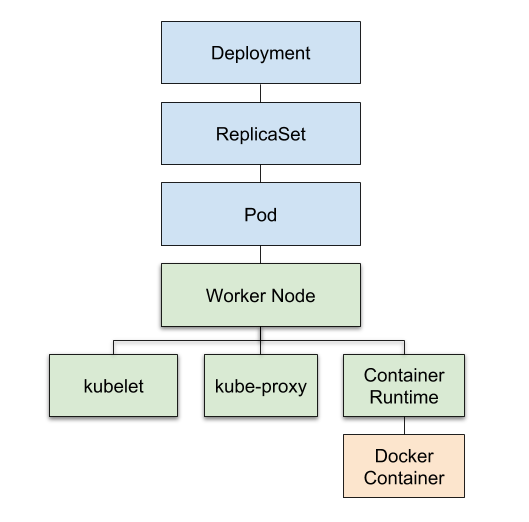 Deployment
ReplicaSet
Pod
Worker Node
kubelet
kube-proxy
Container
Runtime
Docker
Container